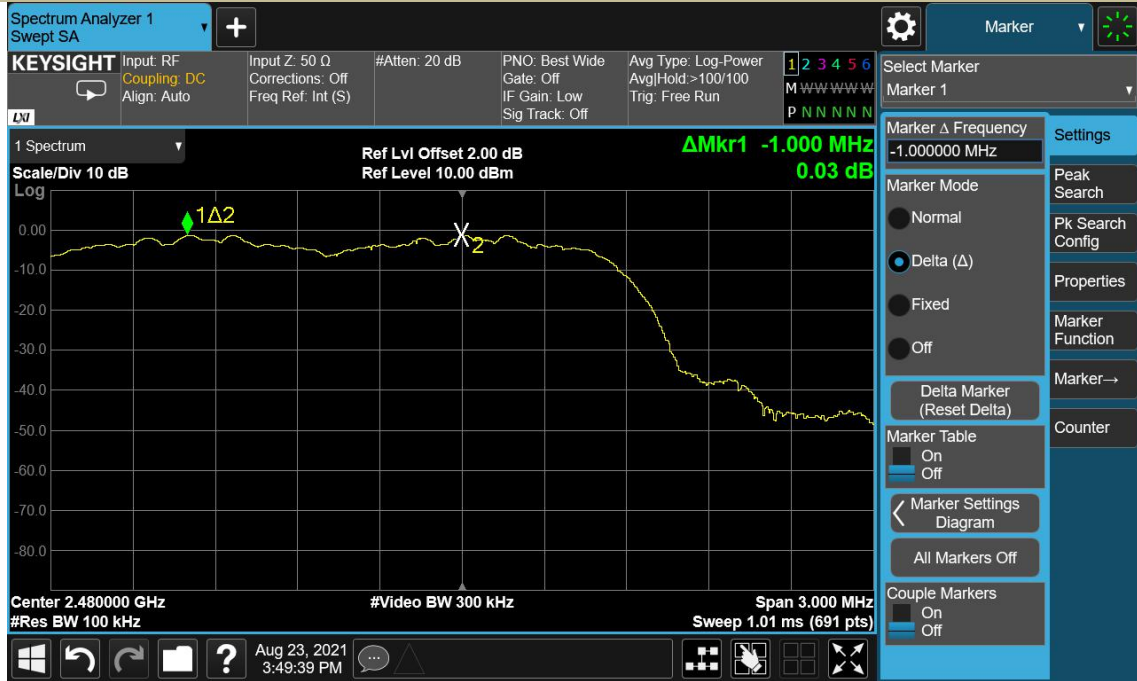 Spectrum Analyzer 1
Swept SA
+
Marker
KEYSIGHT
LXI
Input: RF
Coupling: DC
Align: Auto
Input Z: 50 Ω
Corrections: Off
Freq Ref: Int (S)
#Atten: 20 dB
PNO: Best Wide
Gate: Off
IF Gain: Low
Sig Track: Off
Avg Type: Log-Power
Avg|Hold:>100/100
Trig: Free Run
1 2 3 4 5 6
M W W W W W
P N N N N N
Select Marker
Marker 1
1 Spectrum
Scale/Div 10 dB
Ref Lvl Offset 2.00 dB
Ref Level 10.00 dBm
ΔMkr1 -1.000 MHz
0.03 dB
Log
1Δ2
2
0.00
-10.0
-20.0
-30.0
-40.0
-50.0
-60.0
-70.0
-80.0
Center 2.480000 GHz
#Res BW 100 kHz
#Video BW 300 kHz
Span 3.000 MHz
Sweep 1.01 ms (691 pts)
Marker Δ Frequency
-1.000000 MHz
Marker Mode
Normal
Delta (Δ)
Fixed
Off
Delta Marker
(Reset Delta)
Marker Table
On
Off
Marker Settings
Diagram
All Markers Off
Couple Markers
On
Off
Settings
Peak
Search
Pk Search
Config
Properties
Marker
Function
Marker→
Counter
?
Aug 23, 2021
3:49:39 PM